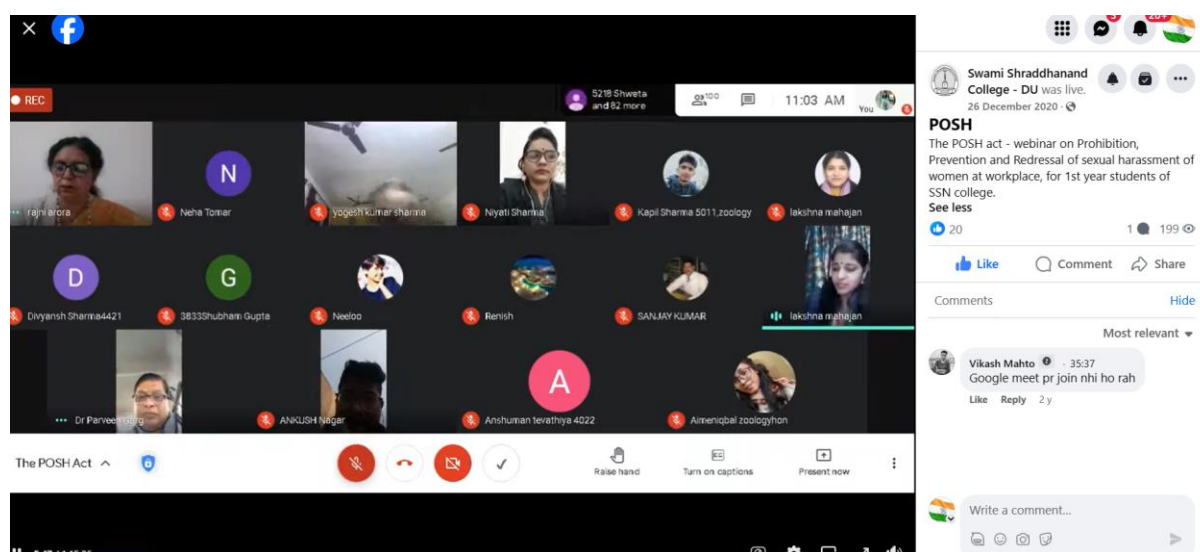 REC
5218 Shweta
and 82 more
100
11:03 AM
You
rajni arora
Neha Tomar
yogesh kumar sharma
Niyati Sharma
Kapil Sharma 5011,zoology
lakshna mahajan
N
D
G
Divyansh Sharma4421
3833Shubham Gupta
Neeloo
Renish
SANJAY KUMAR
lakshna mahajan
A
Dr Parveen Garg
ANKUSH Nagar
Anshuman tevathiya 4022
Aimeniqbal zoologyhon
The POSH Act
Raise hand
Turn on captions
Present now
3
20+
Swami Shraddhanand
College - DU was live.
26 December 2020
POSH
The POSH act - webinar on Prohibition,
Prevention and Redressal of sexual harassment of
women at workplace, for 1st year students of
SSN college.
See less
20
1
199
Like
Comment
Share
Comments
Hide
Most relevant
Vikash Mahto · 35:37
Google meet pr join nhi ho rah
Like Reply 2 y
Write a comment...